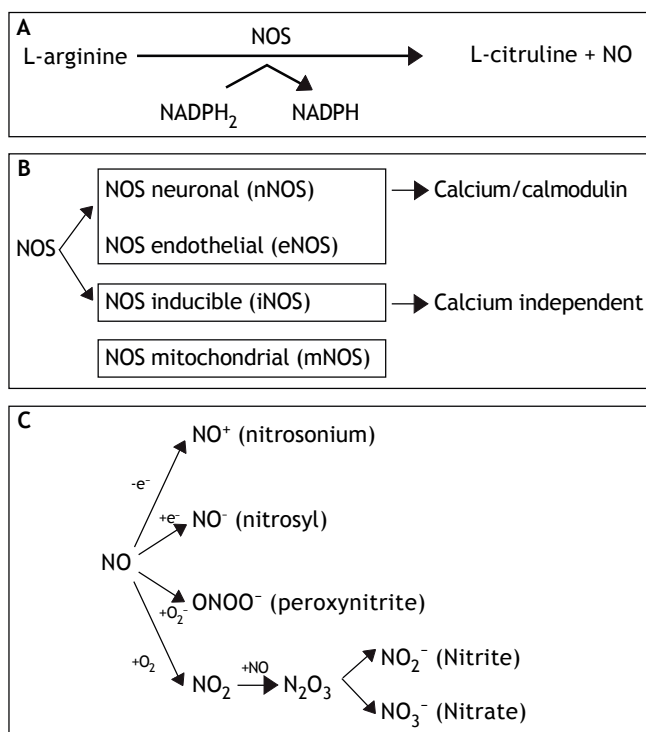 A
NOS
L-arginine
L-citruline + NO
NADPH₂
NADPH
B
NOS neuronal (nNOS)
Calcium/calmodulin
NOS
NOS endothelial (eNOS)
NOS inducible (iNOS)
Calcium independent
NOS mitochondrial (mNOS)
C
NO⁺ (nitrosonium)
-e⁻
+e⁻
NO⁻ (nitrosyl)
NO
ONOO⁻ (peroxynitrite)
+O₂⁻
+O₂
NO₂
+NO
N₂O₃
NO₂⁻ (Nitrite)
NO₃⁻ (Nitrate)